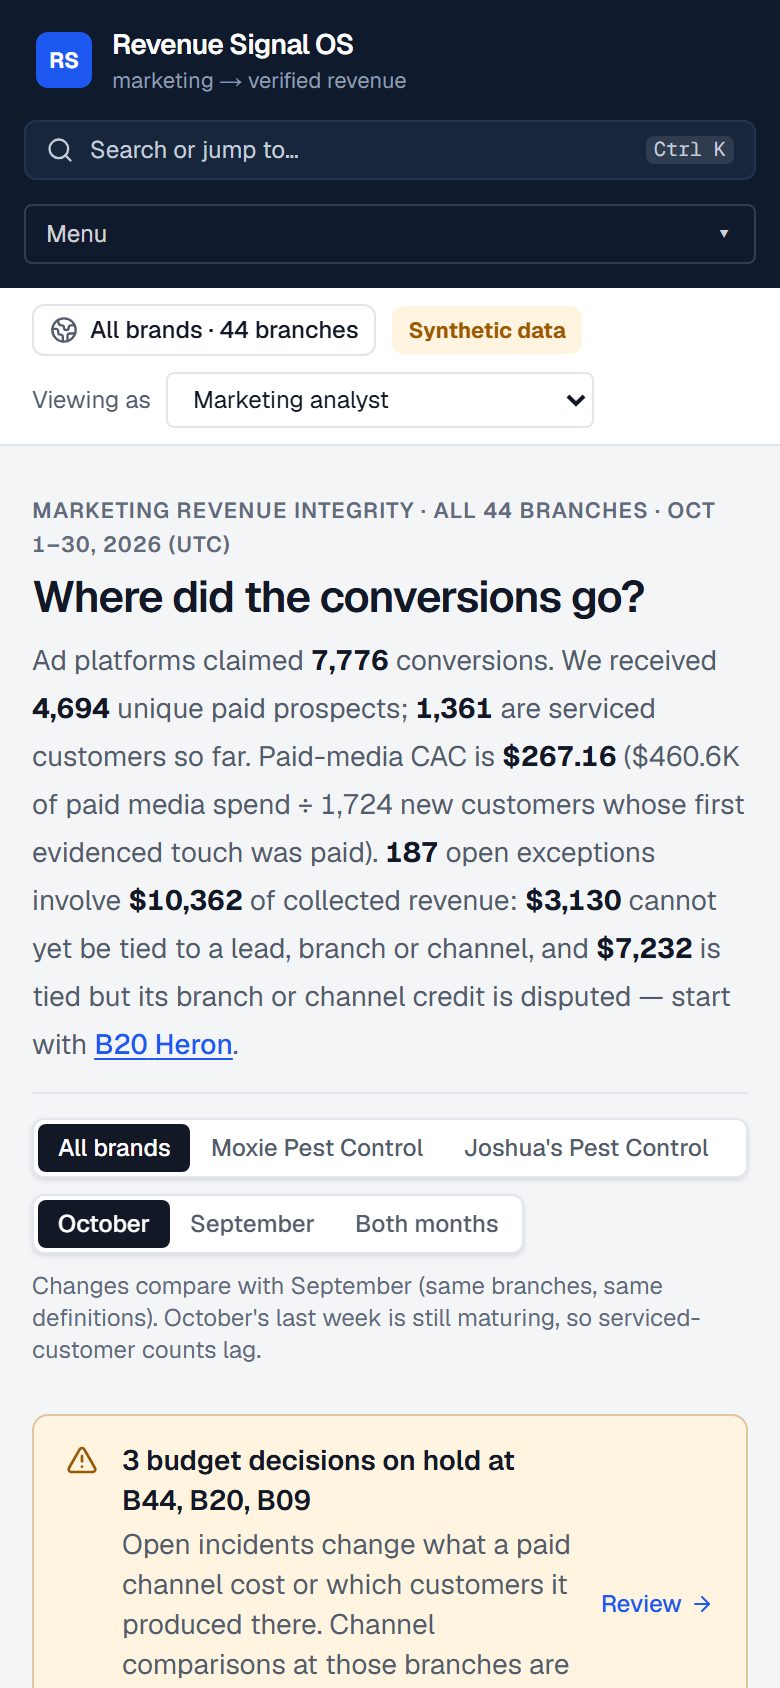 RS
Revenue Signal OS
marketing → verified revenue
Search or jump to...
Ctrl K
Menu
All brands · 44 branches
Synthetic data
Viewing as
Marketing analyst
MARKETING REVENUE INTEGRITY · ALL 44 BRANCHES · OCT
1–30, 2026 (UTC)
Where did the conversions go?
Ad platforms claimed 7,776 conversions. We received
4,694 unique paid prospects; 1,361 are serviced
customers so far. Paid-media CAC is $267.16 ($460.6K
of paid media spend ÷ 1,724 new customers whose first
evidenced touch was paid). 187 open exceptions
involve $10,362 of collected revenue: $3,130 cannot
yet be tied to a lead, branch or channel, and $7,232 is
tied but its branch or channel credit is disputed — start
with B20 Heron.
All brands
Moxie Pest Control
Joshua's Pest Control
October
September
Both months
Changes compare with September (same branches, same
definitions). October's last week is still maturing, so serviced-
customer counts lag.
3 budget decisions on hold at
B44, B20, B09
Open incidents change what a paid
channel cost or which customers it
produced there. Channel
comparisons at those branches are
Review →